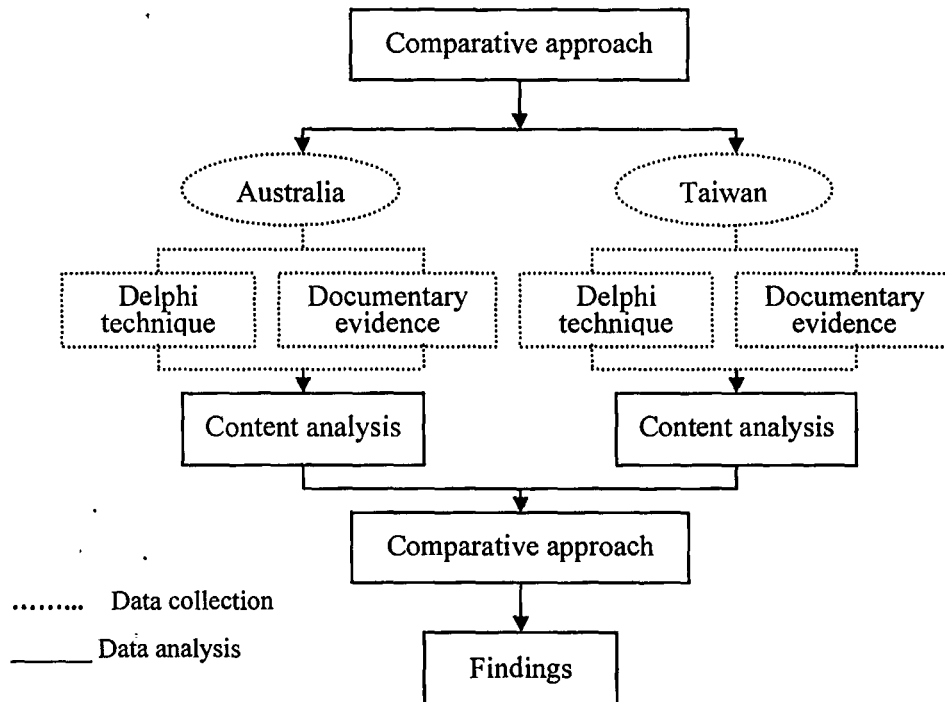 Comparative approach
Australia
Taiwan
Delphi
technique
Documentary
evidence
Delphi
technique
Documentary
evidence
Content analysis
Content analysis
Comparative approach
Data collection
Data analysis
Findings